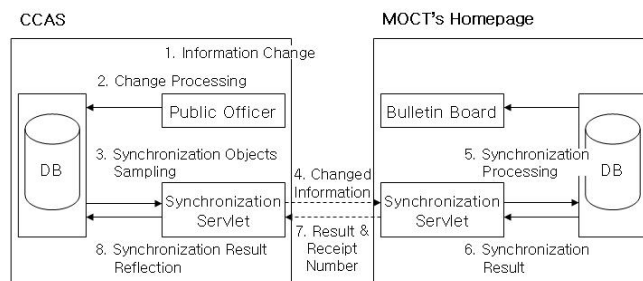 CCAS
MOCT's Homepage
1. Information Change
2. Change Processing
Public Officer
Bulletin Board
DB
3. Synchronization Objects
Sampling
4. Changed
Information
5. Synchronization
Processing
DB
Synchronization
Servlet
Synchronization
Servlet
7. Result &
Receipt
Number
8. Synchronization Result
Reflection
6. Synchronization
Result